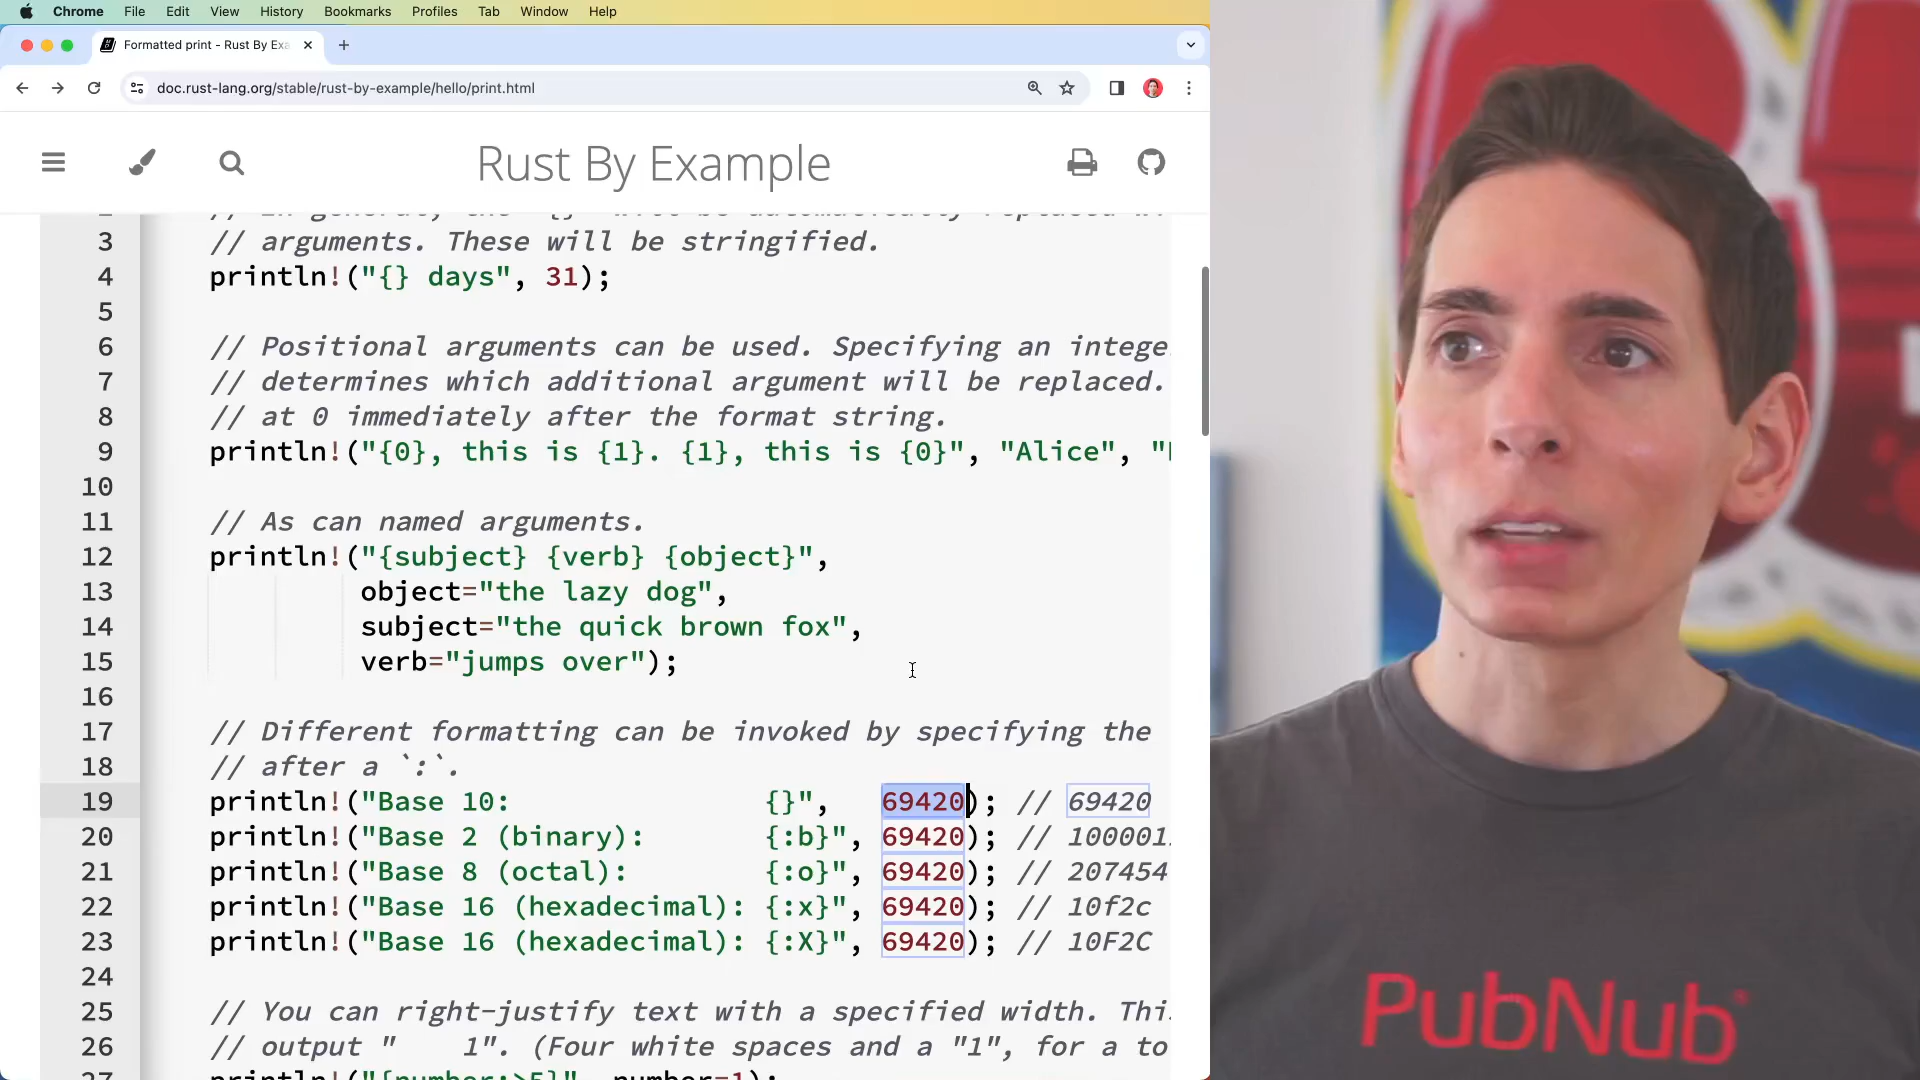 Chrome File Edit View History Bookmarks Profiles Tab Window Help
Formatted print - Rust By Exa
doc.rust-lang.org/stable/rust-by-example/hello/print.html
Rust By Example
3 // arguments. These will be stringified.
4 println!("{} days", 31);
5
6 // Positional arguments can be used. Specifying an intege
7 // determines which additional argument will be replaced.
8 // at 0 immediately after the format string.
9 println!("{0}, this is {1}. {1}, this is {0}", "Alice", "
10
11 // As can named arguments.
12 println!("{subject} {verb} {object}",
13 object="the lazy dog",
14 subject="the quick brown fox",
15 verb="jumps over");
16
17 // Different formatting can be invoked by specifying the
18 // after a `:`.
19 println!("Base 10: {}", 69420); // 69420
20 println!("Base 2 (binary): {:b}", 69420); // 100001
21 println!("Base 8 (octal): {:o}", 69420); // 207454
22 println!("Base 16 (hexadecimal): {:x}", 69420); // 10f2c
23 println!("Base 16 (hexadecimal): {:X}", 69420); // 10F2C
24
25 // You can right-justify text with a specified width. Thi
26 // output "    1". (Four white spaces and a "1", for a to
27 println!("{number:>5}", number=1);
PubNub